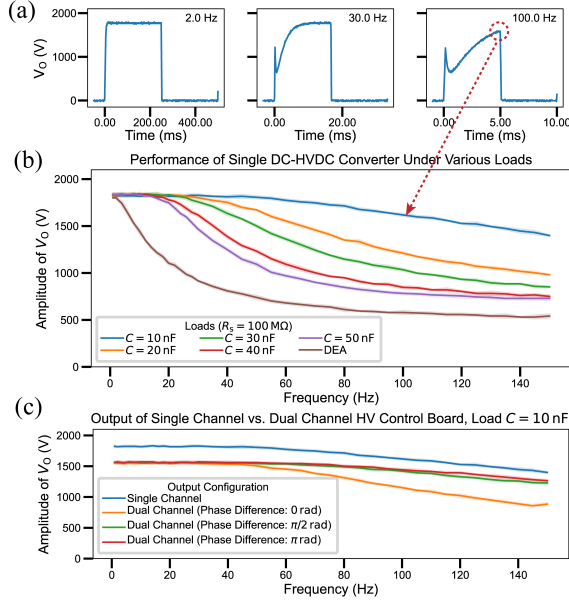 (a)
2.0 Hz
30.0 Hz
100.0 Hz
V_O (V)
2000
1000
0
0.00 200.00 400.00
0.00 20.00
0.00 5.00 10.00
Time (ms)
Time (ms)
Time (ms)
(b)
Performance of Single DC-HVDC Converter Under Various Loads
Amplitude of V_O (V)
2000
1500
1000
500
0
Loads (R_S = 100 MΩ)
C = 10 nF
C = 20 nF
C = 30 nF
C = 40 nF
C = 50 nF
DEA
0 20 40 60 80 100 120 140
Frequency (Hz)
(c)
Output of Single Channel vs. Dual Channel HV Control Board, Load C = 10 nF
Amplitude of V_O (V)
2000
1500
1000
500
0
Output Configuration
Single Channel
Dual Channel (Phase Difference: 0 rad)
Dual Channel (Phase Difference: π/2 rad)
Dual Channel (Phase Difference: π rad)
0 20 40 60 80 100 120 140
Frequency (Hz)